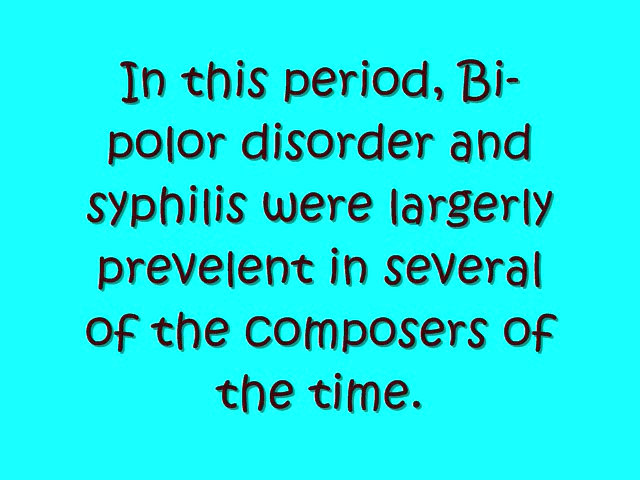 In this period, Bi-
polor disorder and
syphilis were largerly
prevelent in several
of the composers of
the time.